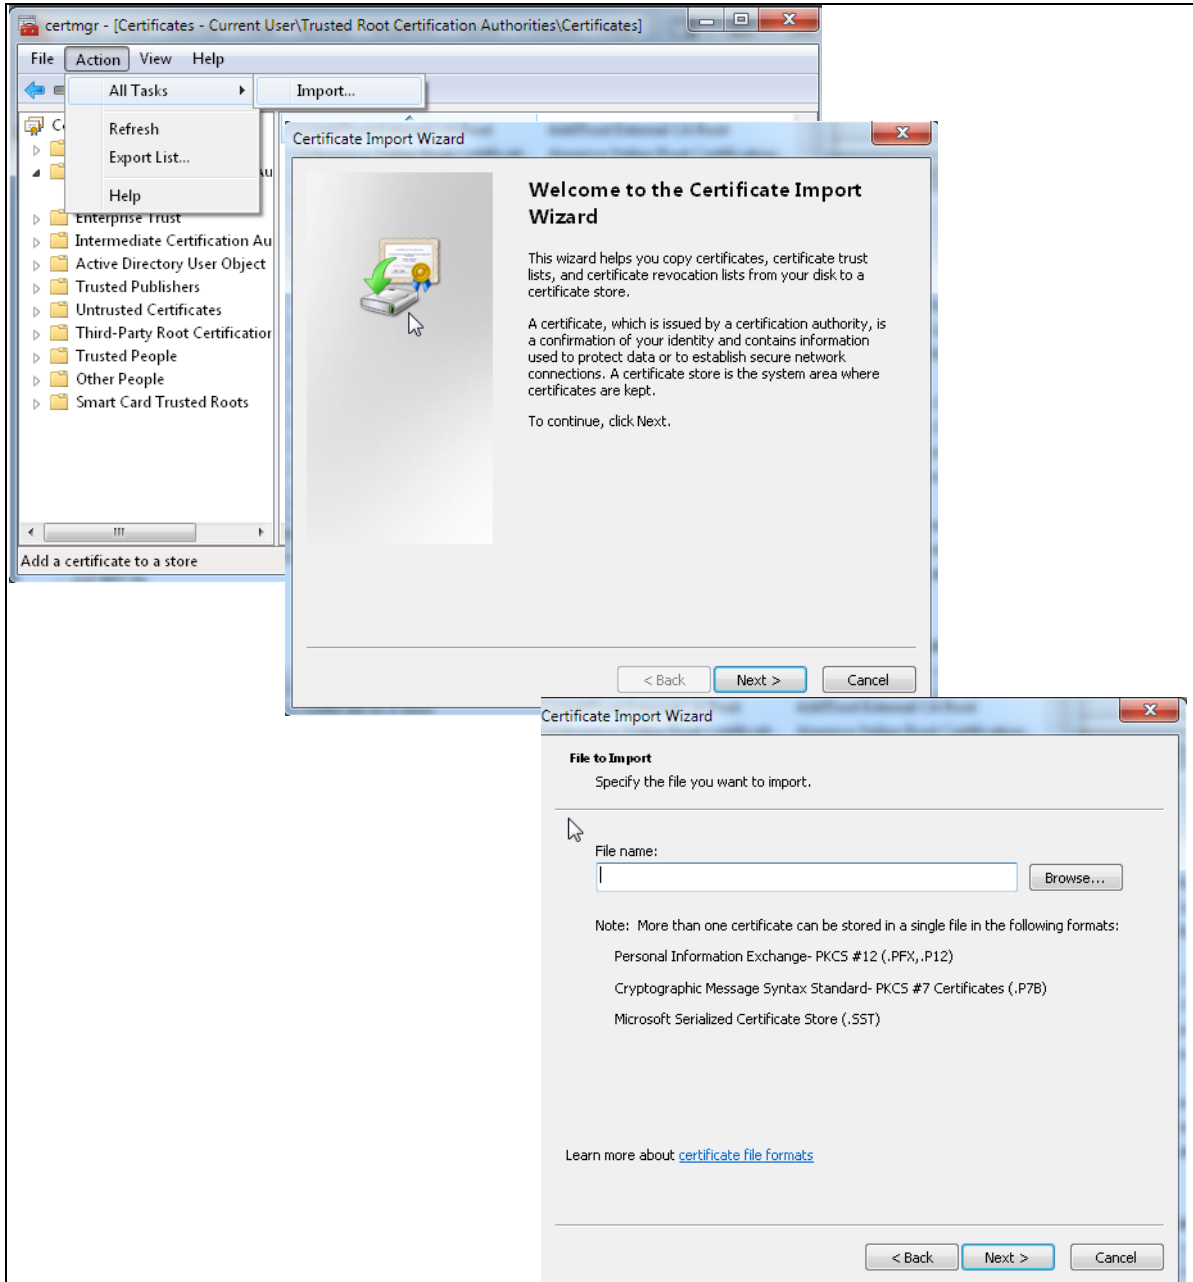 certmgr - [Certificates - Current User\Trusted Root Certification Authorities\Certificates]
File Action View Help
All Tasks
Import...
Refresh
Export List...
Help
Enterprise Trust
Intermediate Certification Au
Active Directory User Object
Trusted Publishers
Untrusted Certificates
Third-Party Root Certification
Trusted People
Other People
Smart Card Trusted Roots
Add a certificate to a store
Certificate Import Wizard
Welcome to the Certificate Import
Wizard
This wizard helps you copy certificates, certificate trust
lists, and certificate revocation lists from your disk to a
certificate store.
A certificate, which is issued by a certification authority, is
a confirmation of your identity and contains information
used to protect data or to establish secure network
connections. A certificate store is the system area where
certificates are kept.
To continue, click Next.
< Back Next > Cancel
Certificate Import Wizard
File to Import
Specify the file you want to import.
File name:
Browse...
Note: More than one certificate can be stored in a single file in the following formats:
Personal Information Exchange- PKCS #12 (.PFX,.P12)
Cryptographic Message Syntax Standard- PKCS #7 Certificates (.P7B)
Microsoft Serialized Certificate Store (.SST)
Learn more about certificate file formats
< Back Next > Cancel